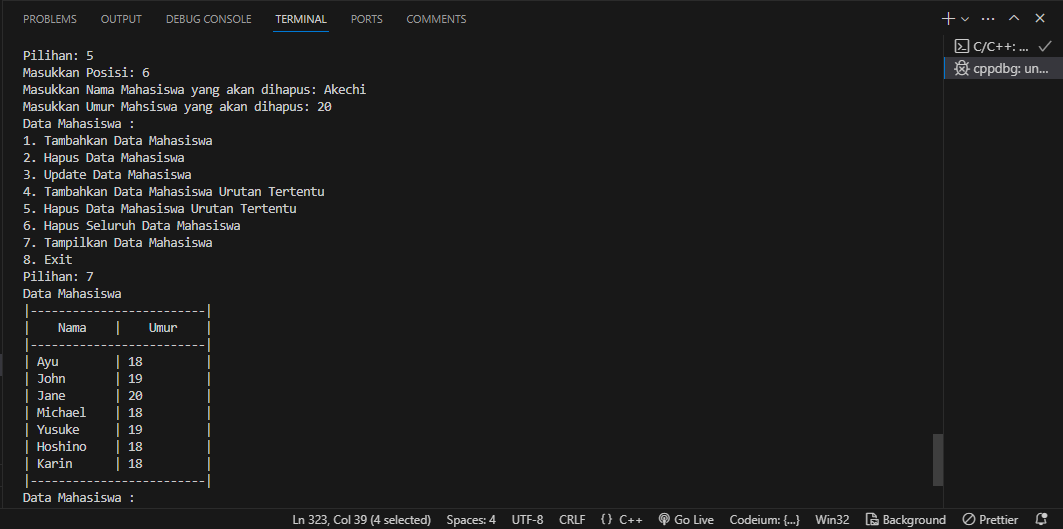 PROBLEMS OUTPUT DEBUG CONSOLE TERMINAL PORTS COMMENTS
Pilihan: 5
Masukkan Posisi: 6
Masukkan Nama Mahasiswa yang akan dihapus: Akechi
Masukkan Umur Mahsiswa yang akan dihapus: 20
Data Mahasiswa :
1. Tambahkan Data Mahasiswa
2. Hapus Data Mahasiswa
3. Update Data Mahasiswa
4. Tambahkan Data Mahasiswa Urutan Tertentu
5. Hapus Data Mahasiswa Urutan Tertentu
6. Hapus Seluruh Data Mahasiswa
7. Tampilkan Data Mahasiswa
8. Exit
Pilihan: 7
Data Mahasiswa
|-------------------------|
|    Nama    |    Umur    |
|-------------------------|
| Ayu        | 18         |
| John       | 19         |
| Jane       | 20         |
| Michael    | 18         |
| Yusuke     | 19         |
| Hoshino    | 18         |
| Karin      | 18         |
|-------------------------|
Data Mahasiswa :
C/C++: ...
cppdbg: un...
Ln 323, Col 39 (4 selected) Spaces: 4 UTF-8 CRLF {} C++ Go Live Codeium: {...} Win32 Background Prettier